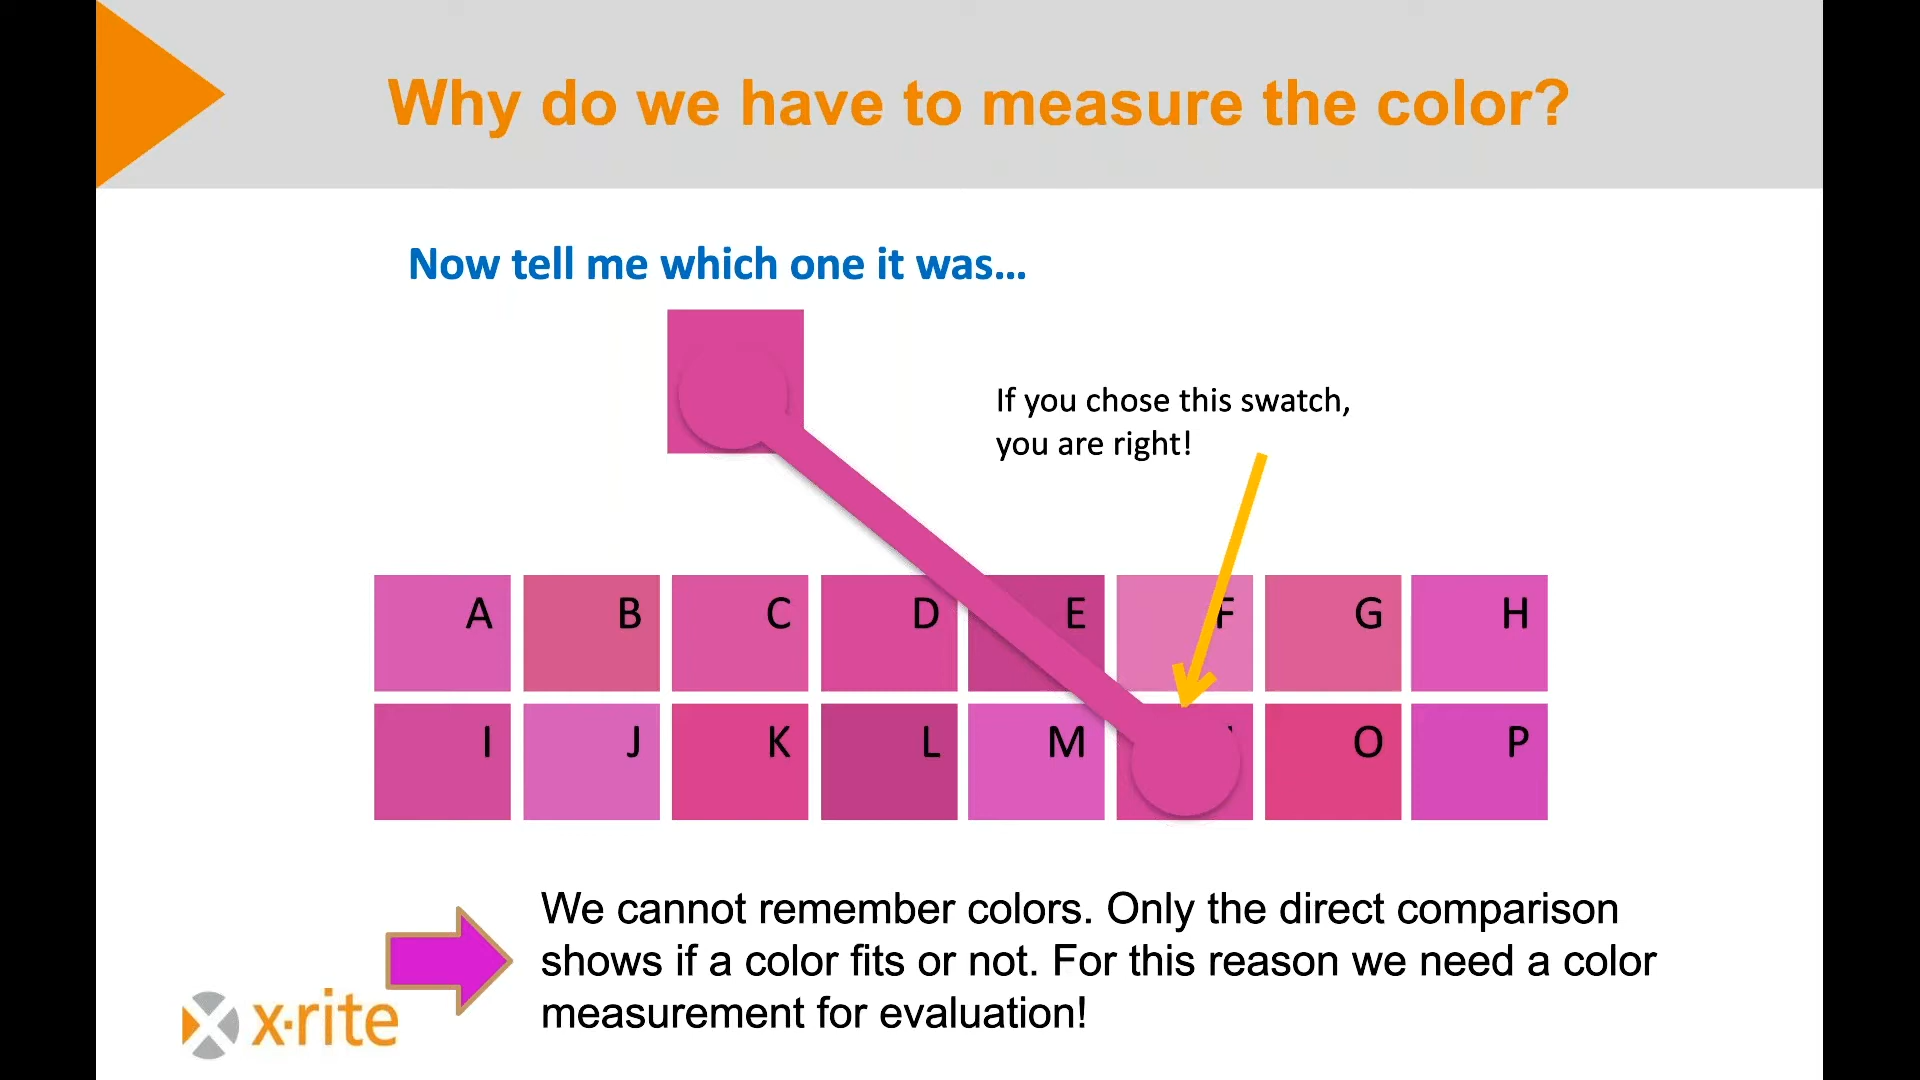 Why do we have to measure the color?
Now tell me which one it was...
If you chose this swatch,
you are right!
A B C D E F G H
I J K L M O P
We cannot remember colors. Only the direct comparison
shows if a color fits or not. For this reason we need a color
measurement for evaluation!
x·rite